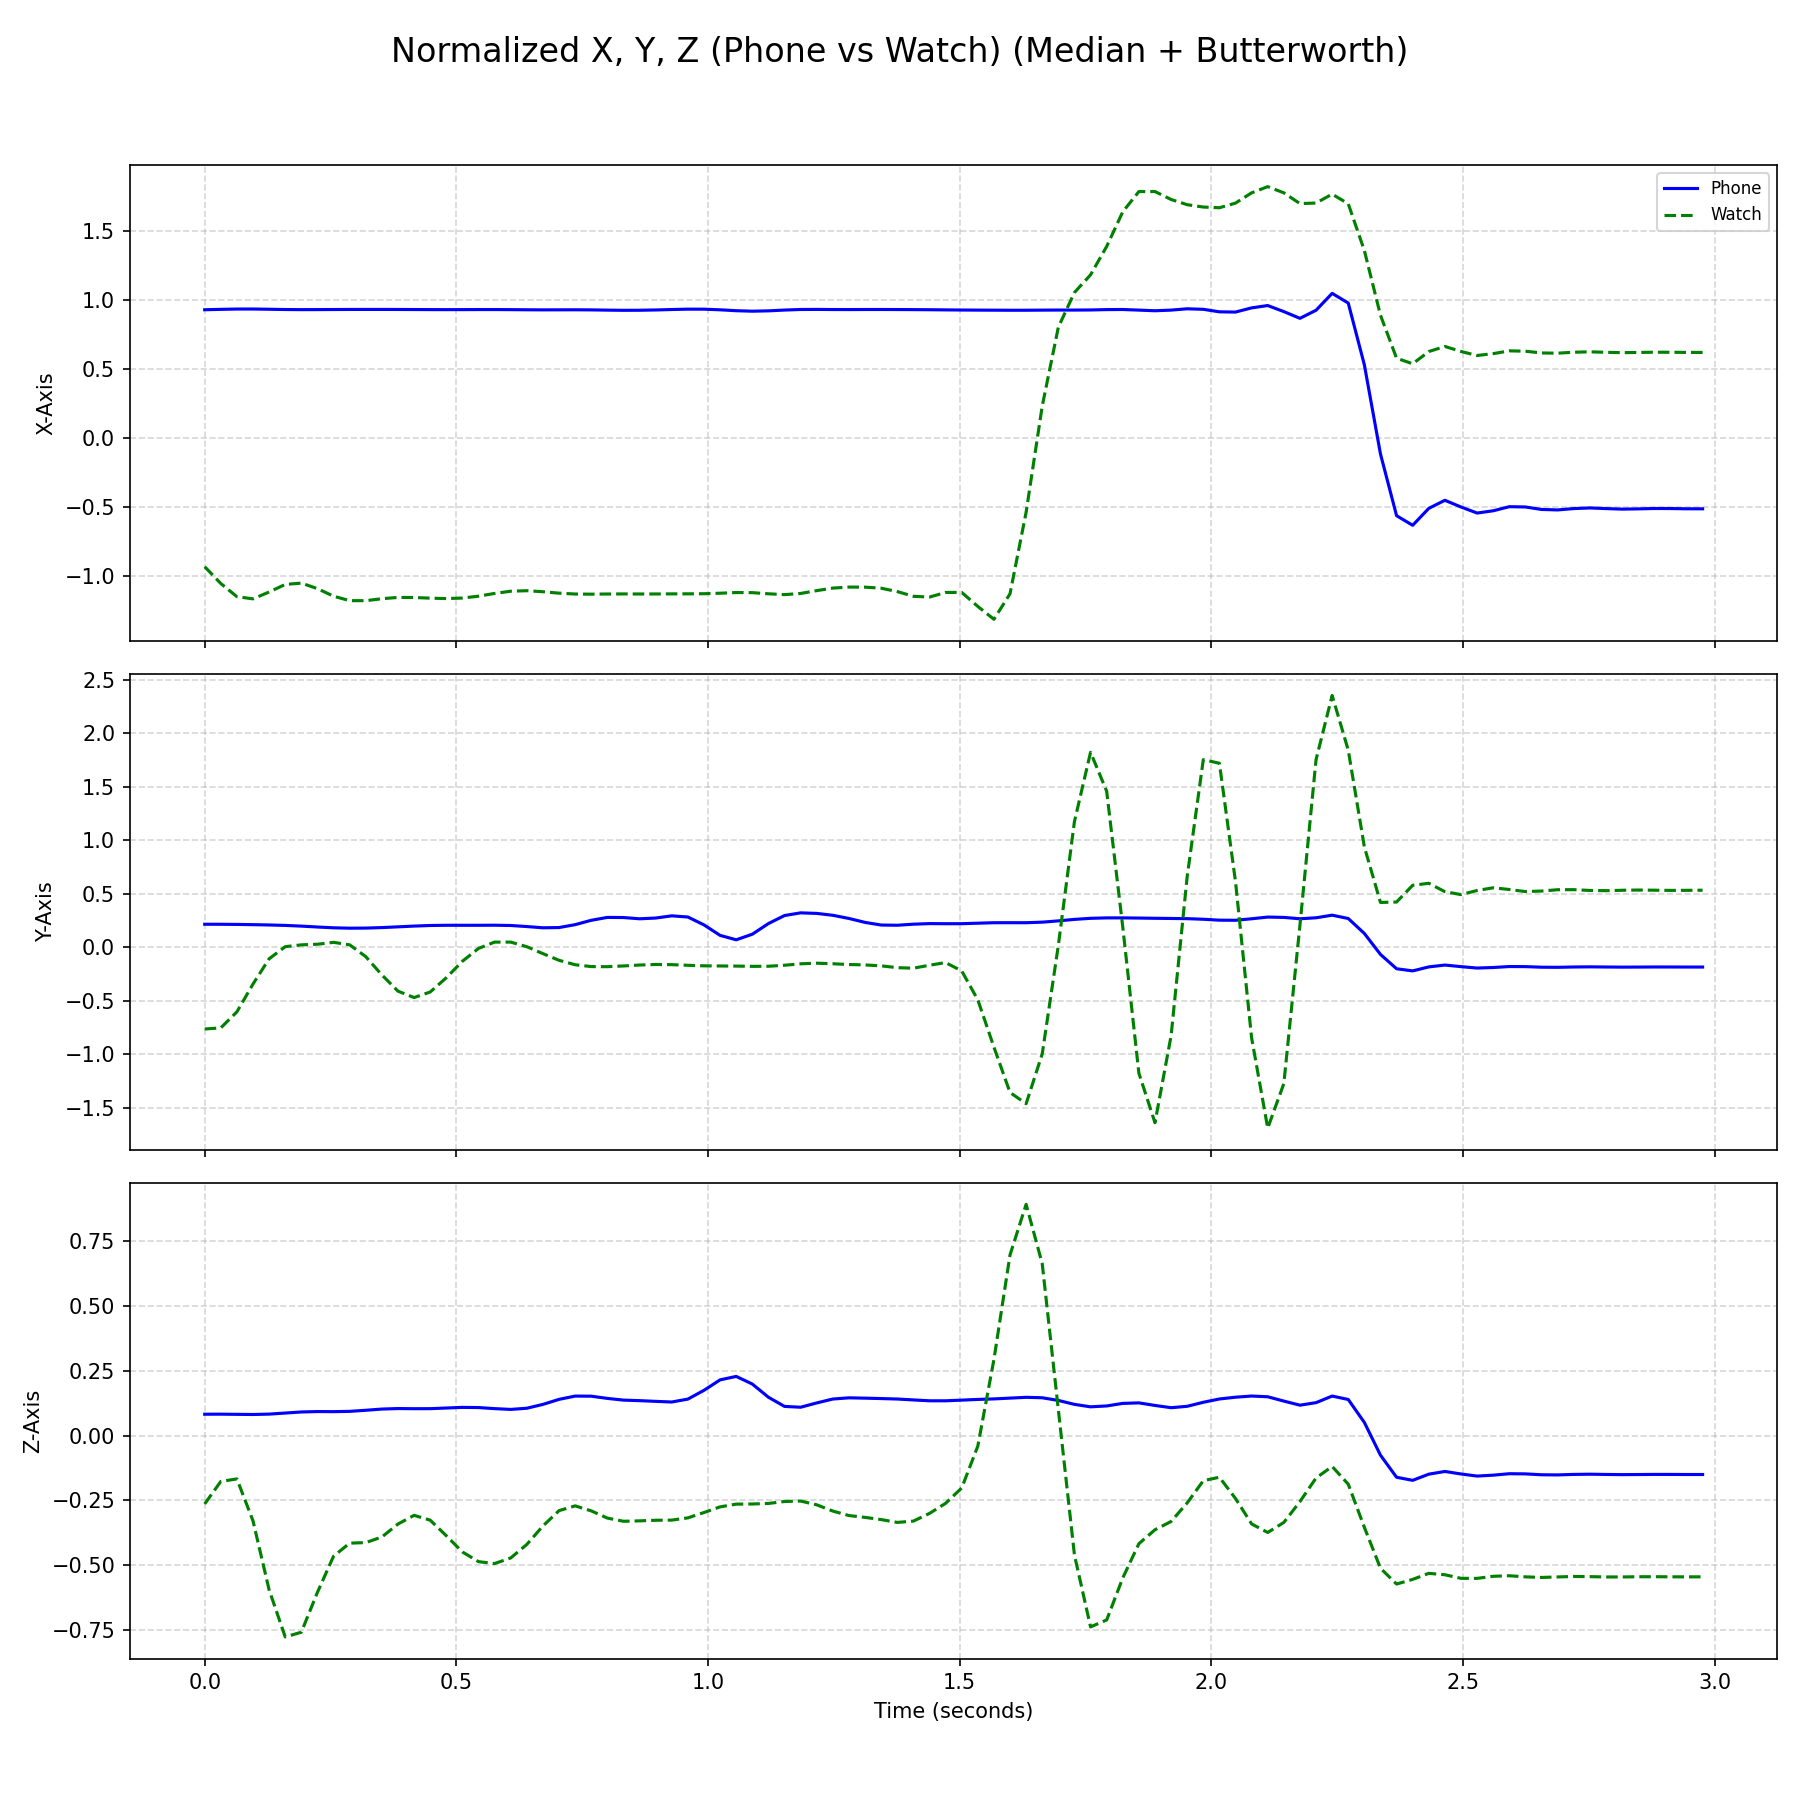 Normalized X, Y, Z (Phone vs Watch) (Median + Butterworth)
Phone
Watch
X-Axis
1.5
1.0
0.5
0.0
−0.5
−1.0
Y-Axis
2.5
2.0
1.5
1.0
0.5
0.0
−0.5
−1.0
−1.5
Z-Axis
0.75
0.50
0.25
0.00
−0.25
−0.50
−0.75
0.0 0.5 1.0 1.5 2.0 2.5 3.0
Time (seconds)